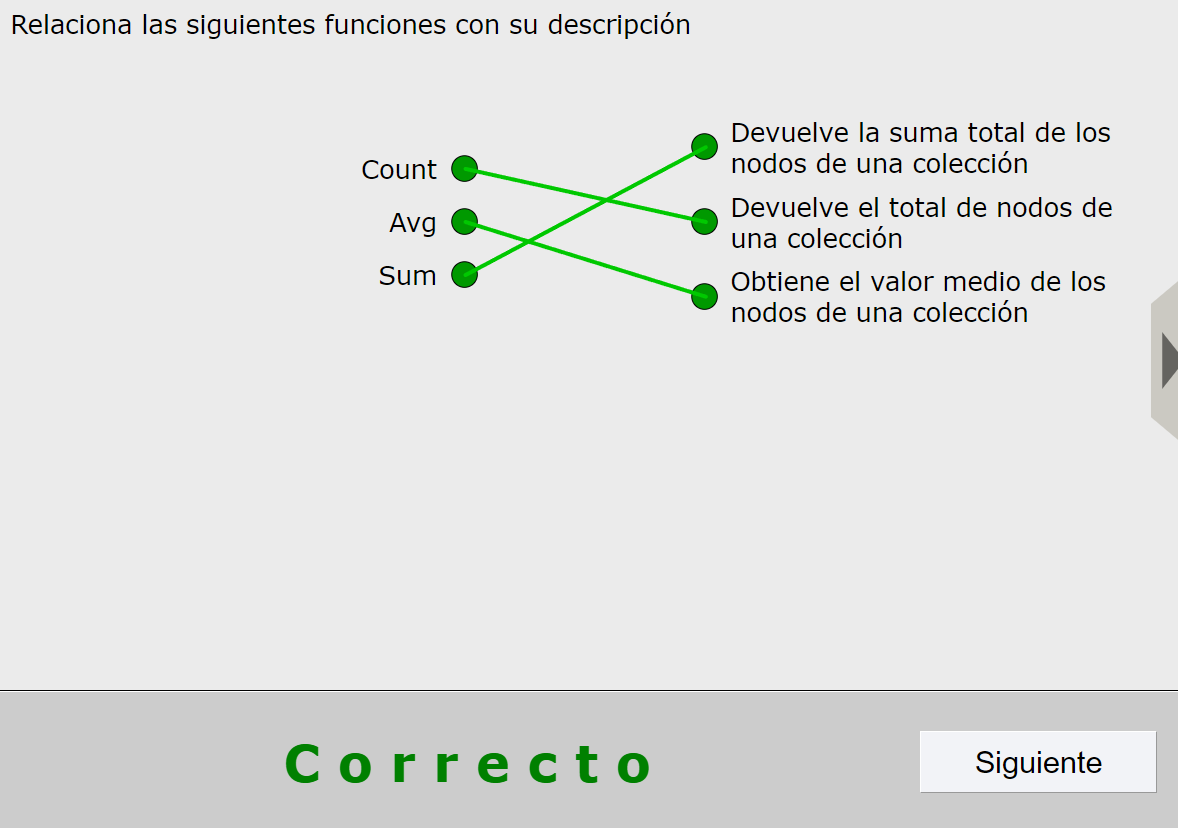 Relaciona las siguientes funciones con su descripción
Count
Avg
Sum
Devuelve la suma total de los
nodos de una colección
Devuelve el total de nodos de
una colección
Obtiene el valor medio de los
nodos de una colección
Correcto
Siguiente